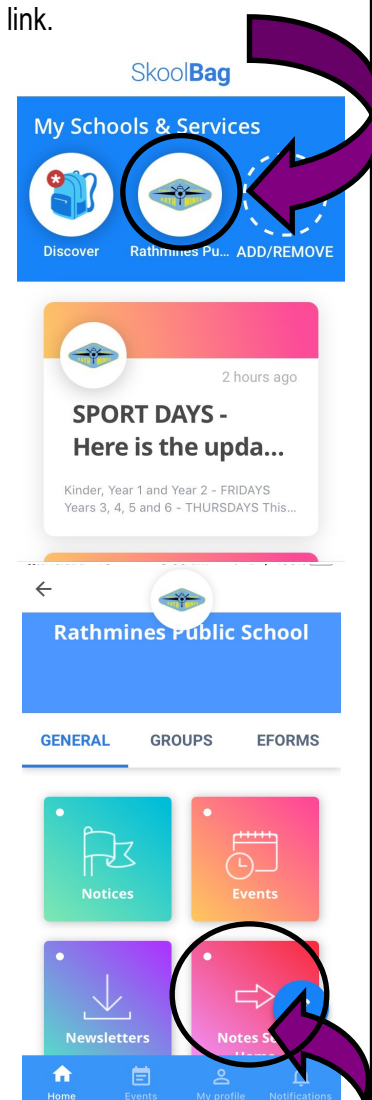 link.
SkoolBag
My Schools & Services
Discover Rathmines Pu... ADD/REMOVE
2 hours ago
SPORT DAYS -
Here is the upda...
Kinder, Year 1 and Year 2 - FRIDAYS
Years 3, 4, 5 and 6 - THURSDAYS This...
Rathmines Public School
GENERAL GROUPS EFORMS
Notices Events
Newsletters Notes
Home Events My profile Notifications